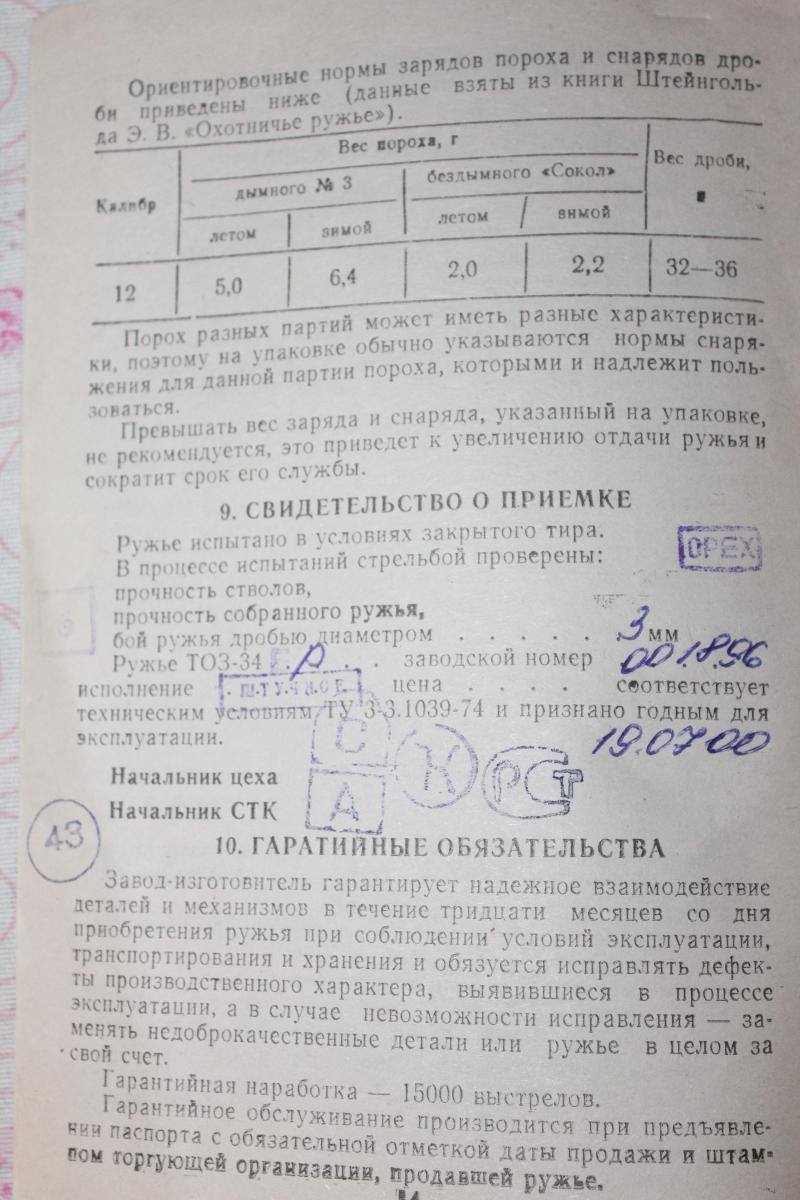 Ориентировочные нормы зарядов пороха и снарядов дро-
би приведены ниже (данные взяты из книги Штейнголь-
да Э. В. «Охотничье ружье»).
Калибр
Вес пороха, г
Вес дроби,
дымного № 3
бездымного «Сокол»
летом
зимой
летом
зимой
12
5,0
6,4
2,0
2,2
32—36
Порох разных партий может иметь разные характеристи-
ки, поэтому на упаковке обычно указываются нормы снаря-
жения для данной партии пороха, которыми и надлежит поль-
зоваться.
Превышать вес заряда и снаряда, указанный на упаковке,
не рекомендуется, это приведет к увеличению отдачи ружья и
сократит срок его службы.
9. СВИДЕТЕЛЬСТВО О ПРИЕМКЕ
Ружье испытано в условиях закрытого тира.
ОРЕХ
В процессе испытаний стрельбой проверены:
прочность стволов,
прочность собранного ружья,
бой ружья дробью диаметром . . . . . . 3 мм
Ружье ТОЗ-34 Е.Р. . . заводской номер 001896
исполнение ШТУЧНОЕ цена . . . . соответствует
техническим условиям ТУ 3-3.1039-74 и признано годным для
эксплуатации.
19.07.00
Начальник цеха
Начальник СТК
С
А
К
РСТ
43
10. ГАРАТИЙНЫЕ ОБЯЗАТЕЛЬСТВА
Завод-изготовитель гарантирует надежное взаимодействие
деталей и механизмов в течение тридцати месяцев со дня
приобретения ружья при соблюдении условий эксплуатации,
транспортирования и хранения и обязуется исправлять дефек-
ты производственного характера, выявившиеся в процессе
эксплуатации, а в случае невозможности исправления — за-
менять недоброкачественные детали или ружье в целом за
свой счет.
Гарантийная наработка — 15000 выстрелов.
Гарантийное обслуживание производится при предъявле-
нии паспорта с обязательной отметкой даты продажи и штам-
пом торгующей организации, продавшей ружье.